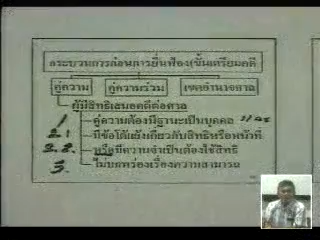 กระบวนการก่อนการยื่นฟ้อง(ขั้นเตรียมคดี
คู่ความ คู่ความร่วม เขตอำนาจศาล
ผู้มีสิทธิเสนอคดีต่อศาล
1 คู่ความต้องมีฐานะเป็นบุคคล
2.1 มีข้อโต้แย้งเกี่ยวกับสิทธิหรือหน้าที่
2.2. หรือมีความจำเป็นต้องใช้สิทธิ
3. ไม่บกพร่องเรื่องความสามารถ